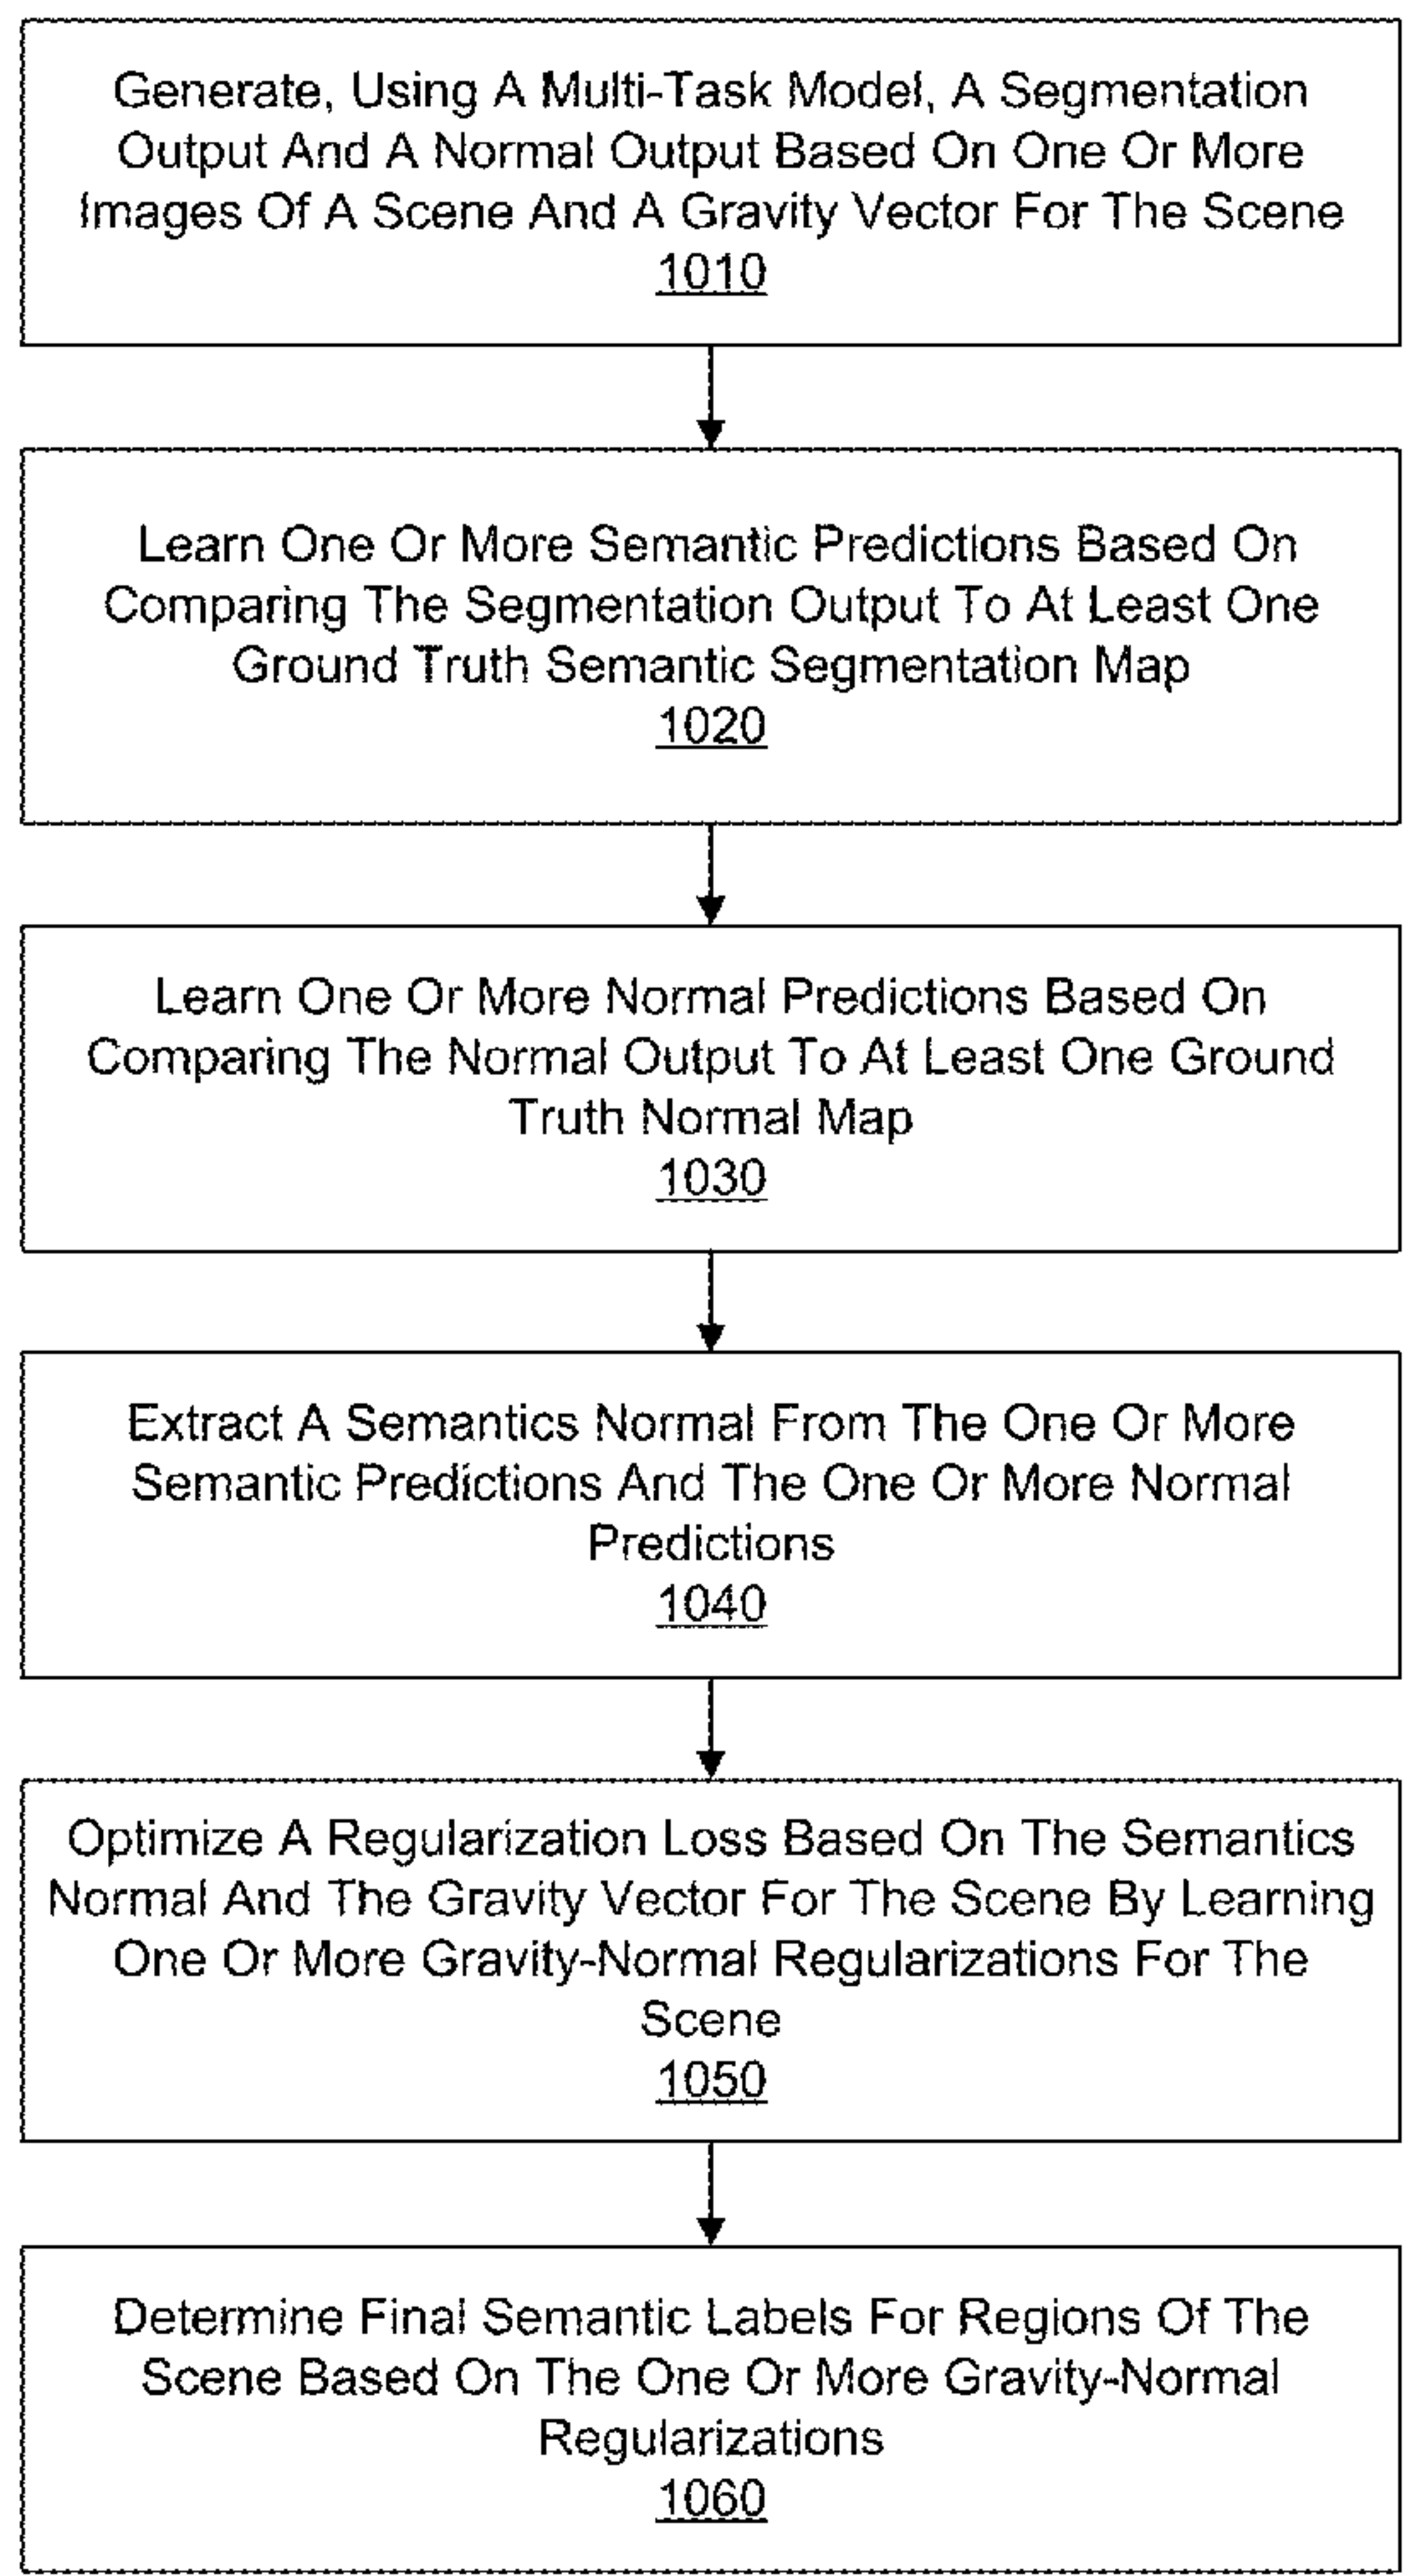 Generate, Using A Multi-Task Model, A Segmentation
Output And A Normal Output Based On One Or More
Images Of A Scene And A Gravity Vector For The Scene
1010
Learn One Or More Semantic Predictions Based On
Comparing The Segmentation Output To At Least One
Ground Truth Semantic Segmentation Map
1020
Learn One Or More Normal Predictions Based On
Comparing The Normal Output To At Least One Ground
Truth Normal Map
1030
Extract A Semantics Normal From The One Or More
Semantic Predictions And The One Or More Normal
Predictions
1040
Optimize A Regularization Loss Based On The Semantics
Normal And The Gravity Vector For The Scene By Learning
One Or More Gravity-Normal Regularizations For The
Scene
1050
Determine Final Semantic Labels For Regions Of The
Scene Based On The One Or More Gravity-Normal
Regularizations
1060